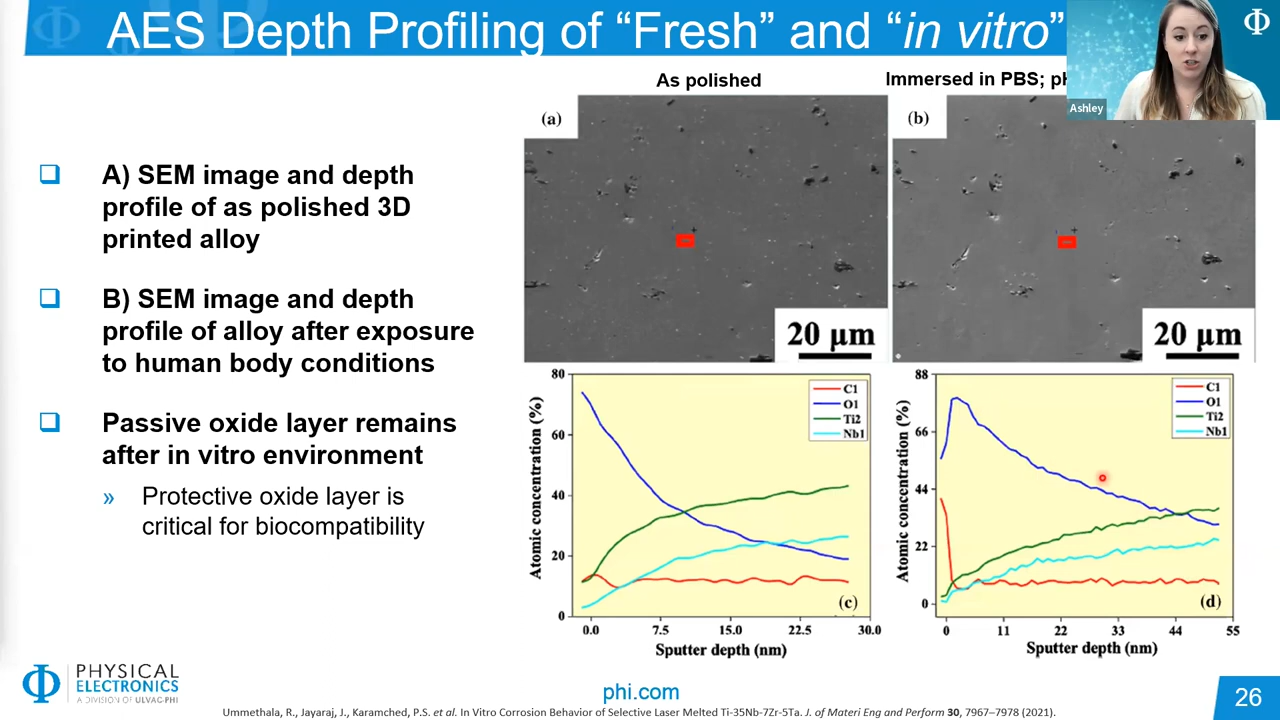 AES Depth Profiling of “Fresh” and “in vitro”
Ashley
As polished
Immersed in PBS;
(a)
(b)
❑ A) SEM image and depth
profile of as polished 3D
printed alloy
❑ B) SEM image and depth
profile of alloy after exposure
to human body conditions
❑ Passive oxide layer remains
after in vitro environment
» Protective oxide layer is
critical for biocompatibility
20 µm
20 µm
80
60
40
20
0
Atomic concentration (%)
C1
O1
Ti2
Nb1
(c)
0.0 7.5 15.0 22.5 30.0
Sputter depth (nm)
88
66
44
22
0
Atomic concentration (%)
C1
O1
Ti2
Nb1
(d)
0 11 22 33 44 55
Sputter depth (nm)
PHYSICAL
ELECTRONICS
A DIVISION OF ULVAC-PHI
phi.com
26
Ummethala, R., Jayaraj, J., Karamched, P.S. et al. In Vitro Corrosion Behavior of Selective Laser Melted Ti-35Nb-7Zr-5Ta. J. of Materi Eng and Perform 30, 7967–7978 (2021).